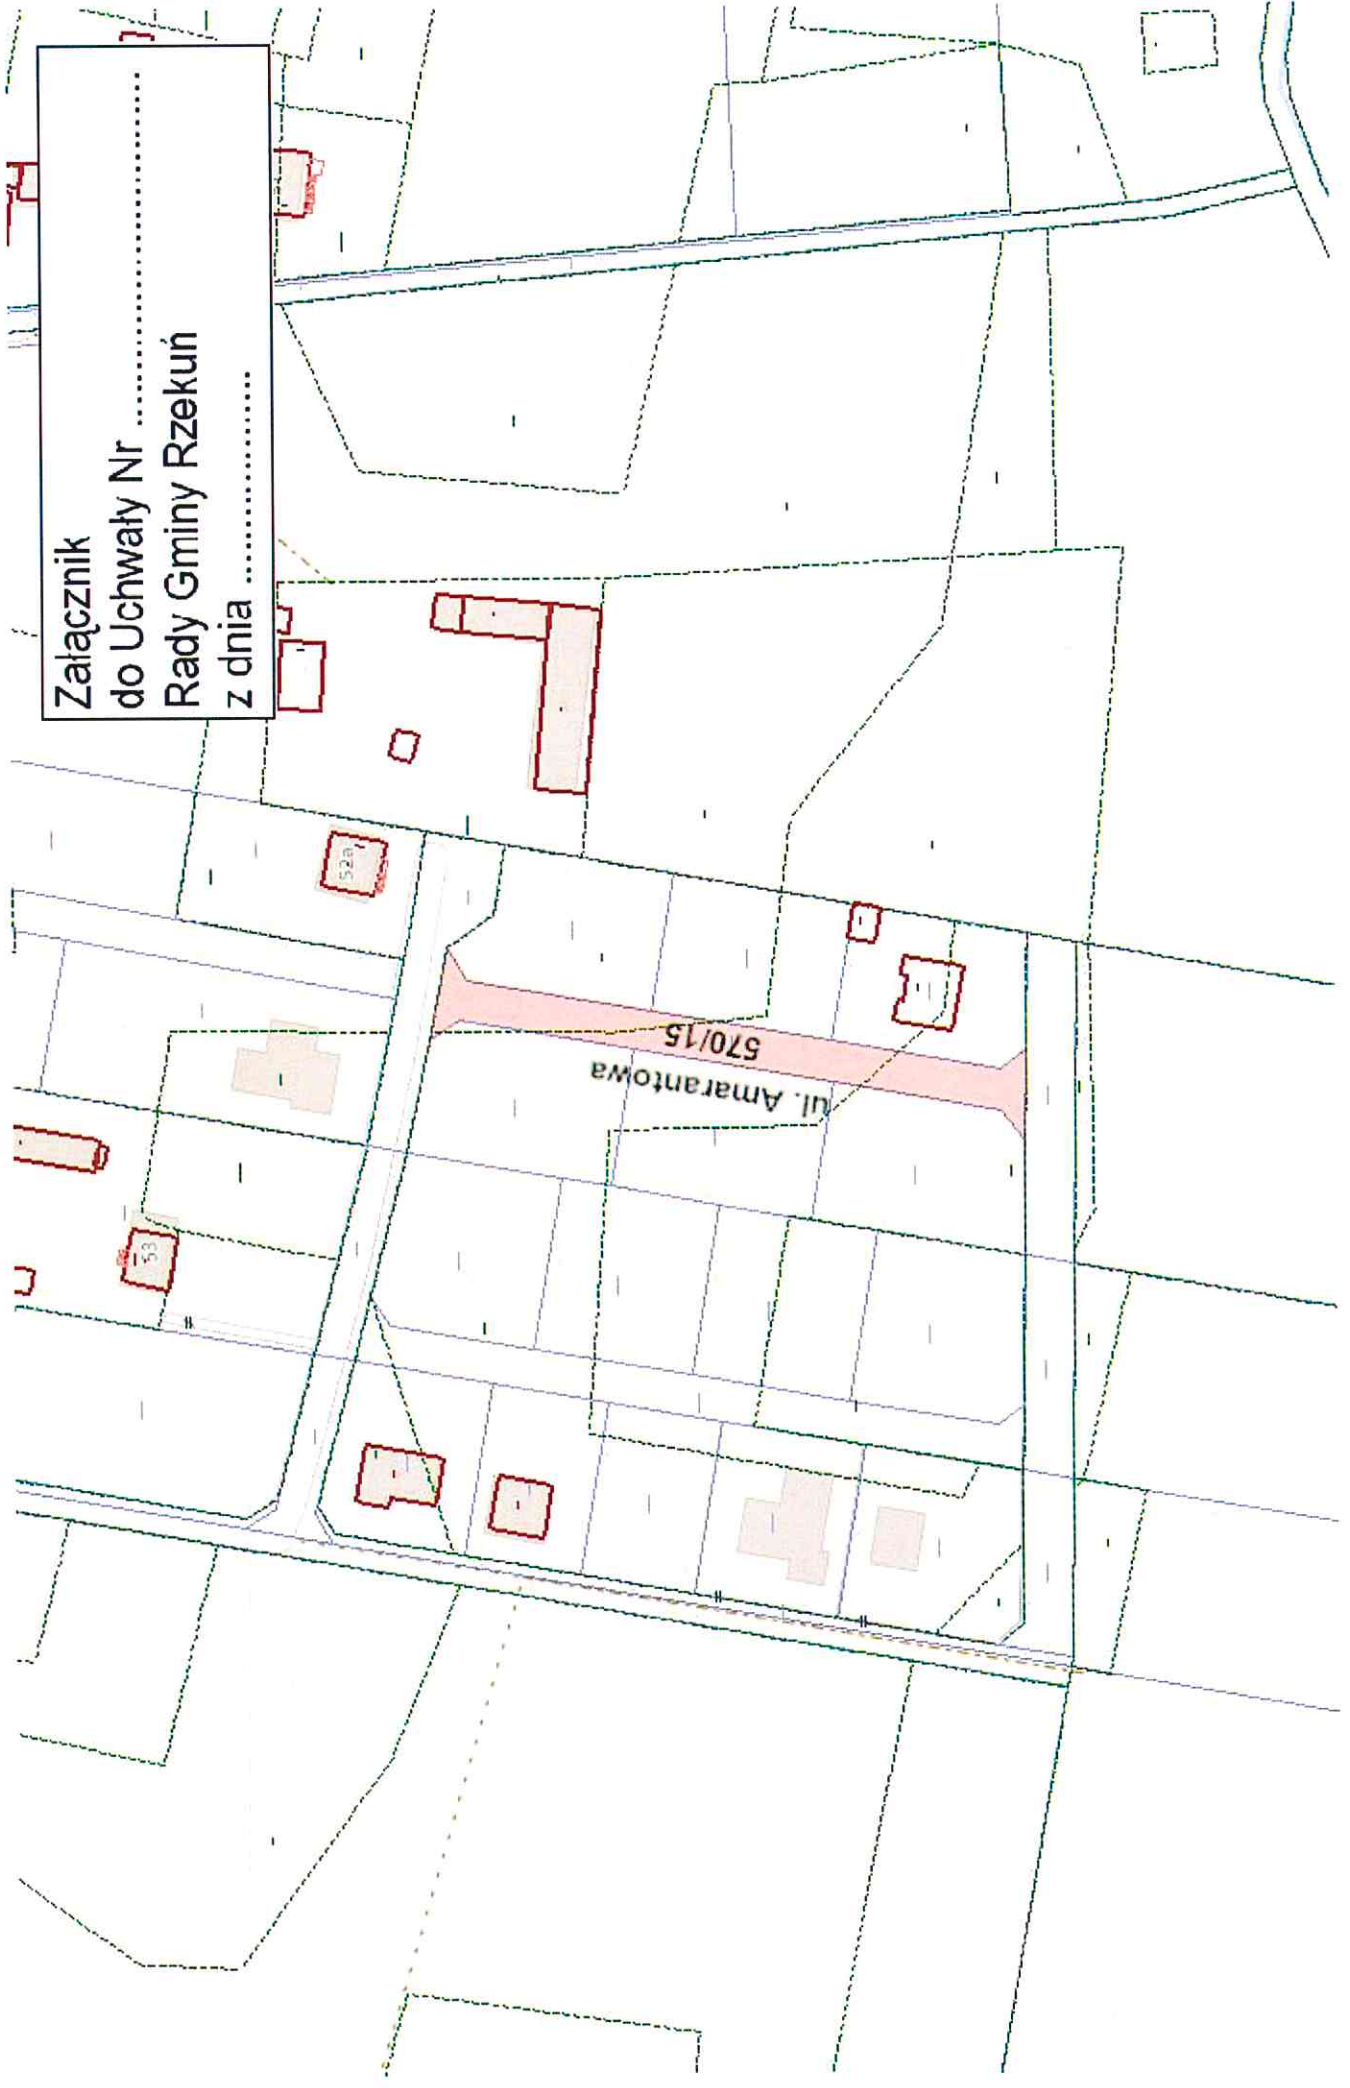 Załącznik
do Uchwały Nr ........................................
Rady Gminy Rzekuń
z dnia ........................
52a
53
570/15
ul. Amarantowa